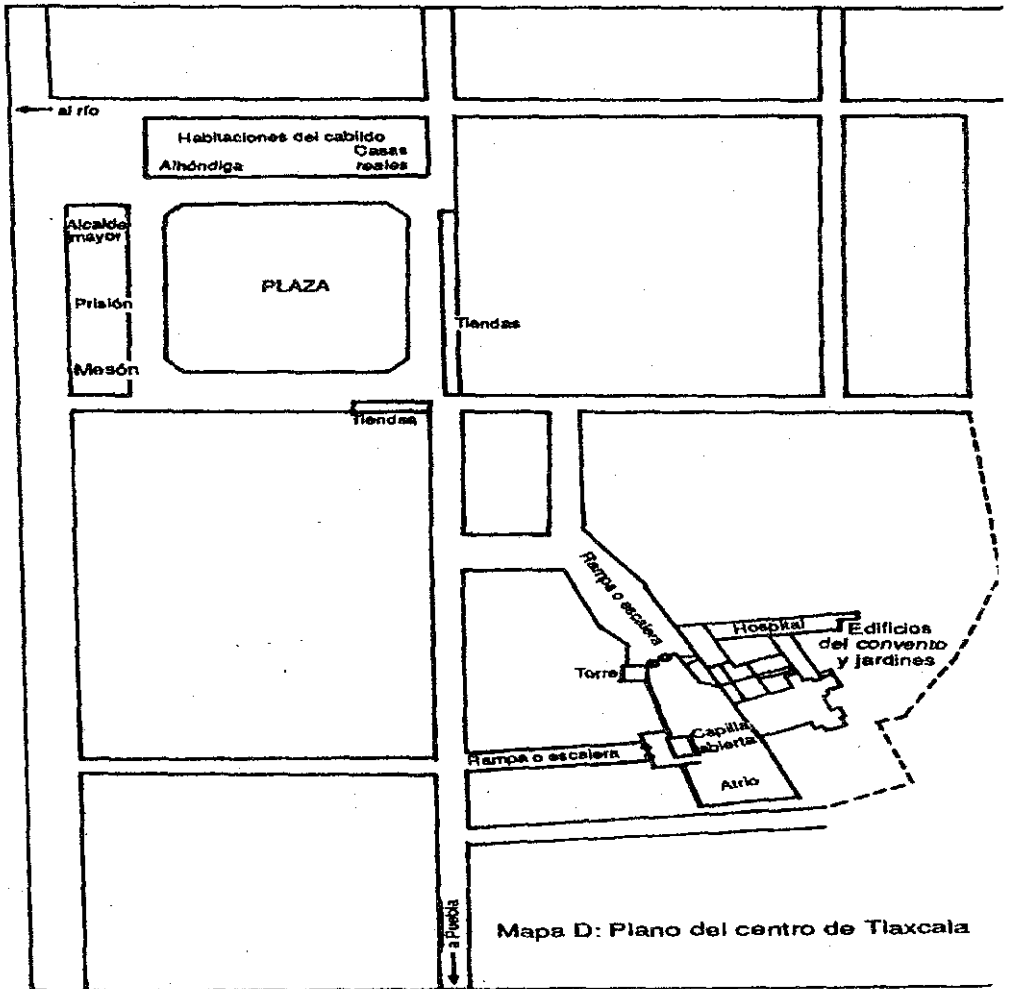 al río
Habitaciones del cabildo
Casas
Alhóndiga reales
Alcalde
mayor
PLAZA
Prisión
Tiendas
Mesón
Tiendas
Rampa o escalera
Hospital
Edificios
del convento
y jardines
Torre
Capilla
abierta
Rampa o escalera
Atrio
a Puebla
Mapa D: Plano del centro de Tlaxcala